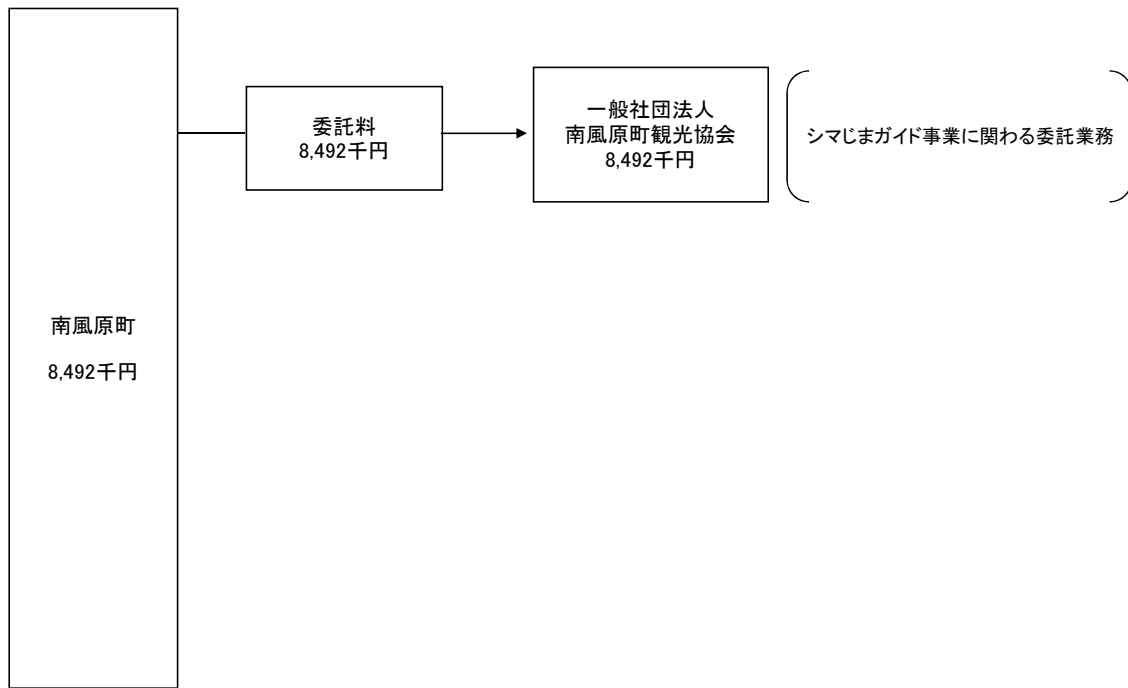 南風原町
8,492千円
委託料
8,492千円
一般社団法人
南風原町観光協会
8,492千円
シマじまガイド事業に関わる委託業務